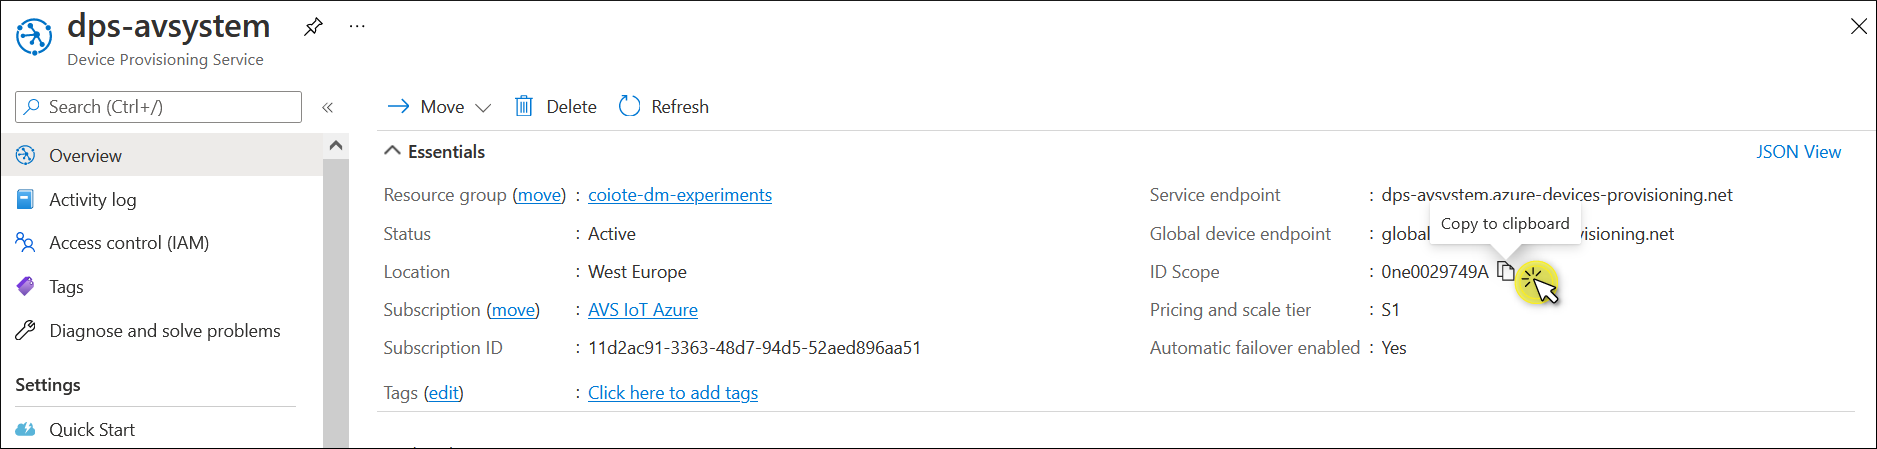 dps-avsystem
Device Provisioning Service
Search (Ctrl+/)
Move
Delete
Refresh
Overview
Activity log
Access control (IAM)
Tags
Diagnose and solve problems
Settings
Quick Start
Essentials
JSON View
Resource group (move) : coiote-dm-experiments
Status : Active
Location : West Europe
Subscription (move) : AVS IoT Azure
Subscription ID : 11d2ac91-3363-48d7-94d5-52aed896aa51
Tags (edit) : Click here to add tags
Service endpoint : dps-avsystem.azure-devices-provisioning.net
Copy to clipboard
Global device endpoint : global visioning.net
ID Scope : 0ne0029749A
Pricing and scale tier : S1
Automatic failover enabled : Yes